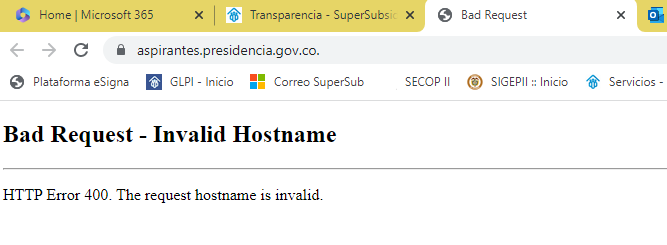 Home | Microsoft 365 Transparencia - SuperSubsid Bad Request
aspirantes.presidencia.gov.co.
Plataforma eSigna GLPI - Inicio Correo SuperSub SECOP II SIGEPII :: Inicio Servicios -
Bad Request - Invalid Hostname
HTTP Error 400. The request hostname is invalid.